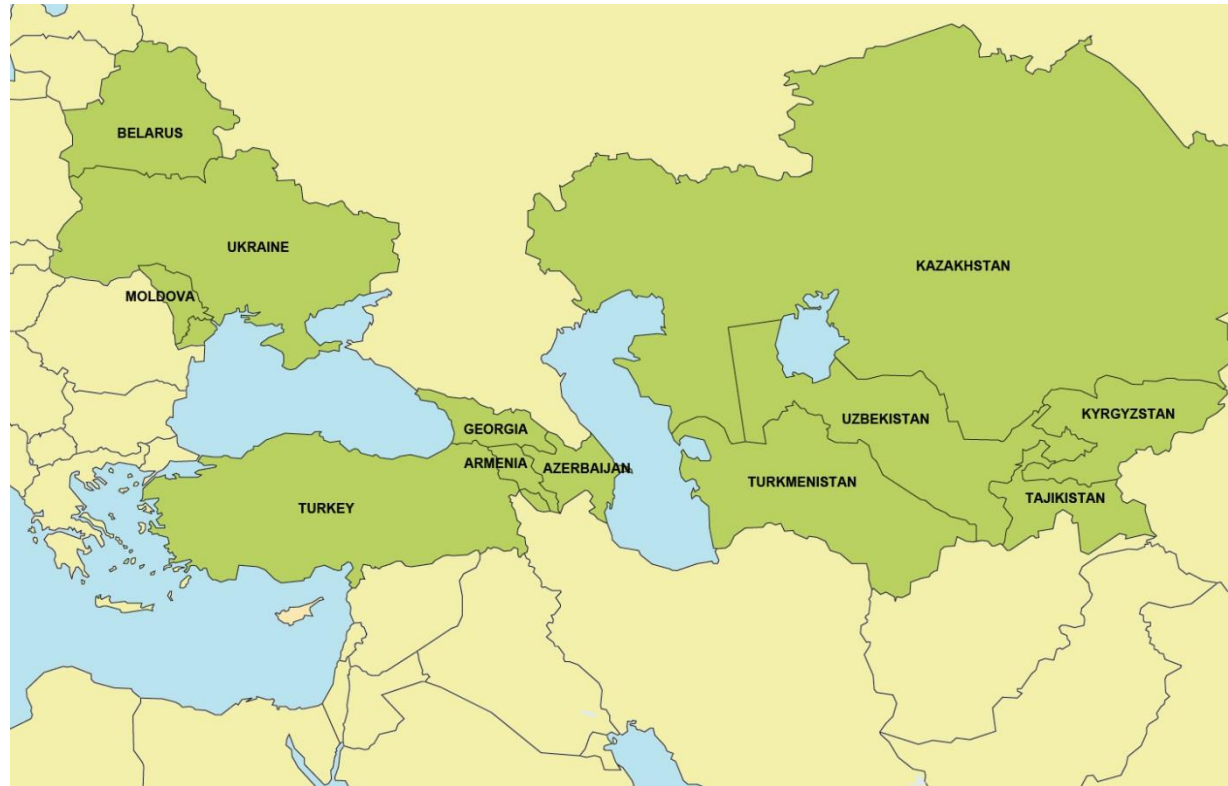 BELARUS
UKRAINE
KAZAKHSTAN
MOLDOVA
KYRGYZSTAN
UZBEKISTAN
GEORGIA
ARMENIA
AZERBAIJAN
TURKMENISTAN
TAJIKISTAN
TURKEY